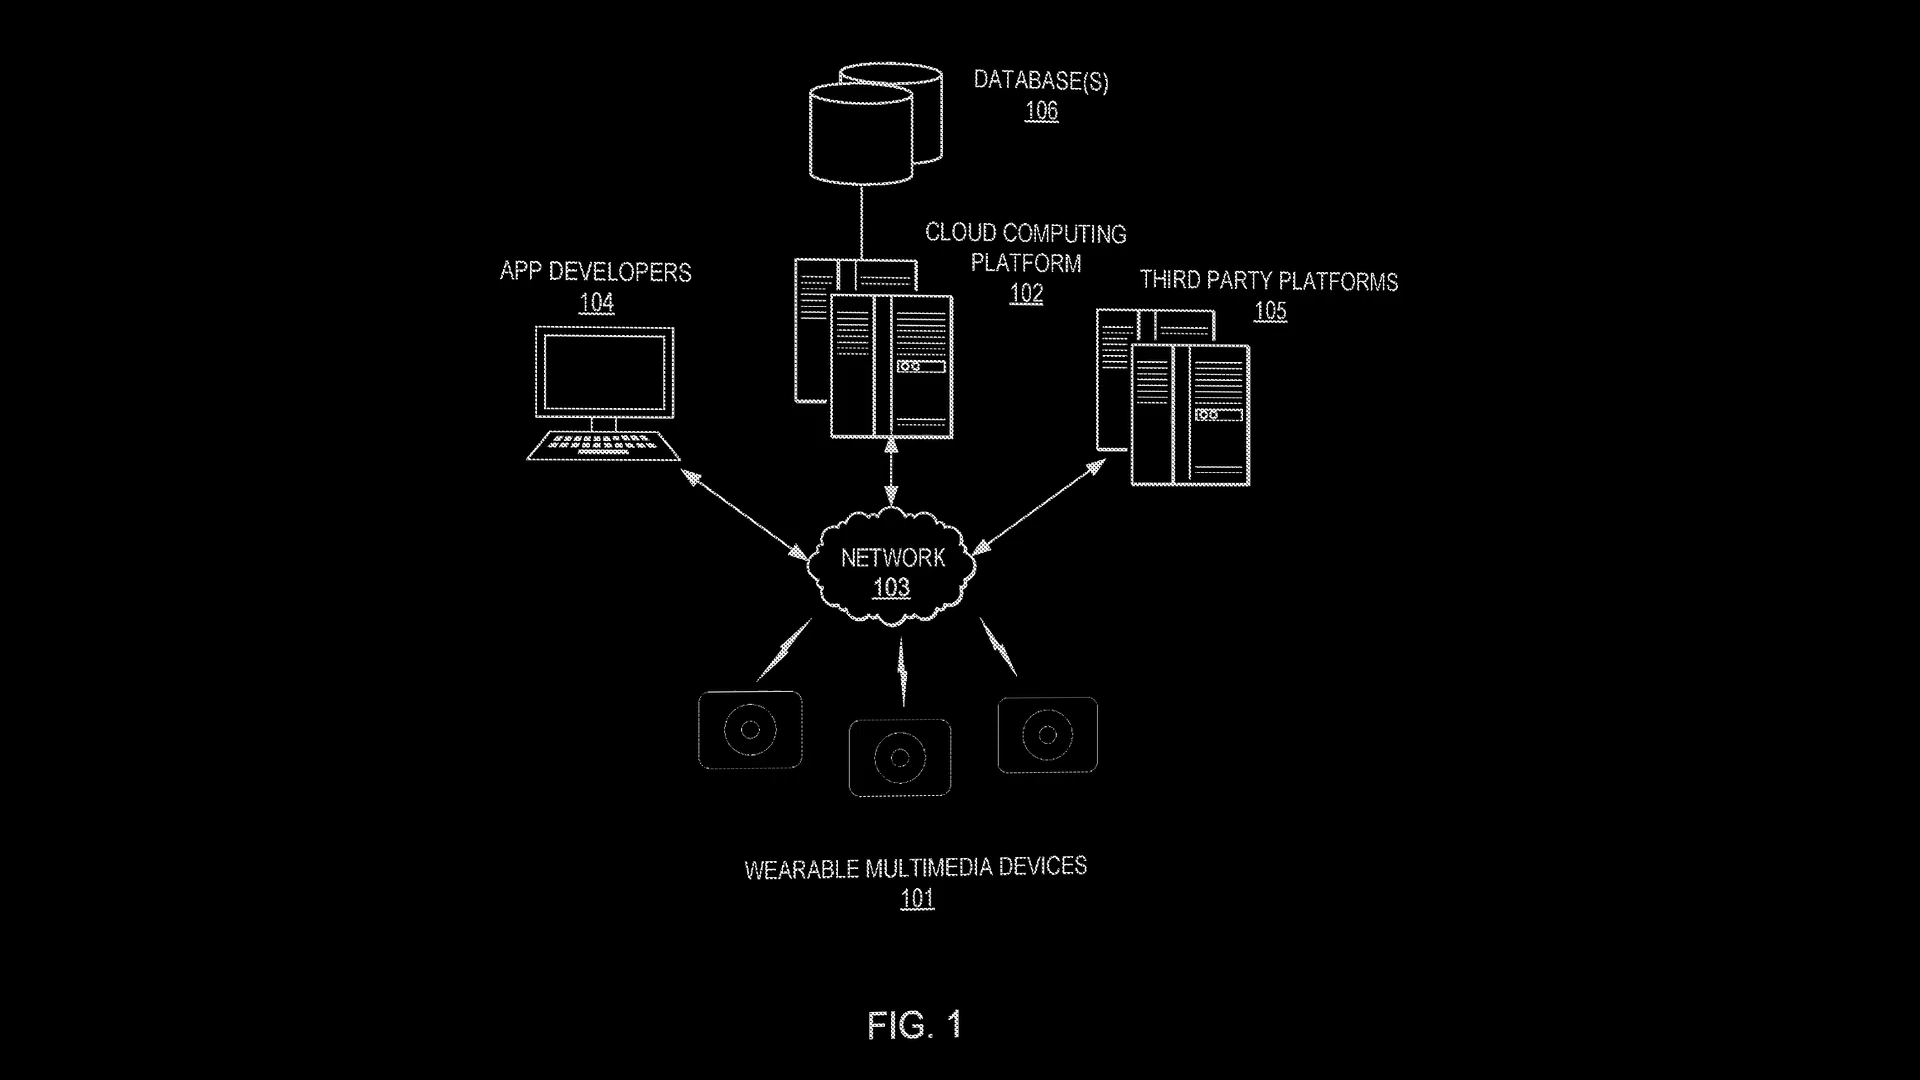 DATABASE(S)
106
CLOUD COMPUTING
PLATFORM
102
APP DEVELOPERS
104
THIRD PARTY PLATFORMS
105
NETWORK
103
WEARABLE MULTIMEDIA DEVICES
101
FIG. 1